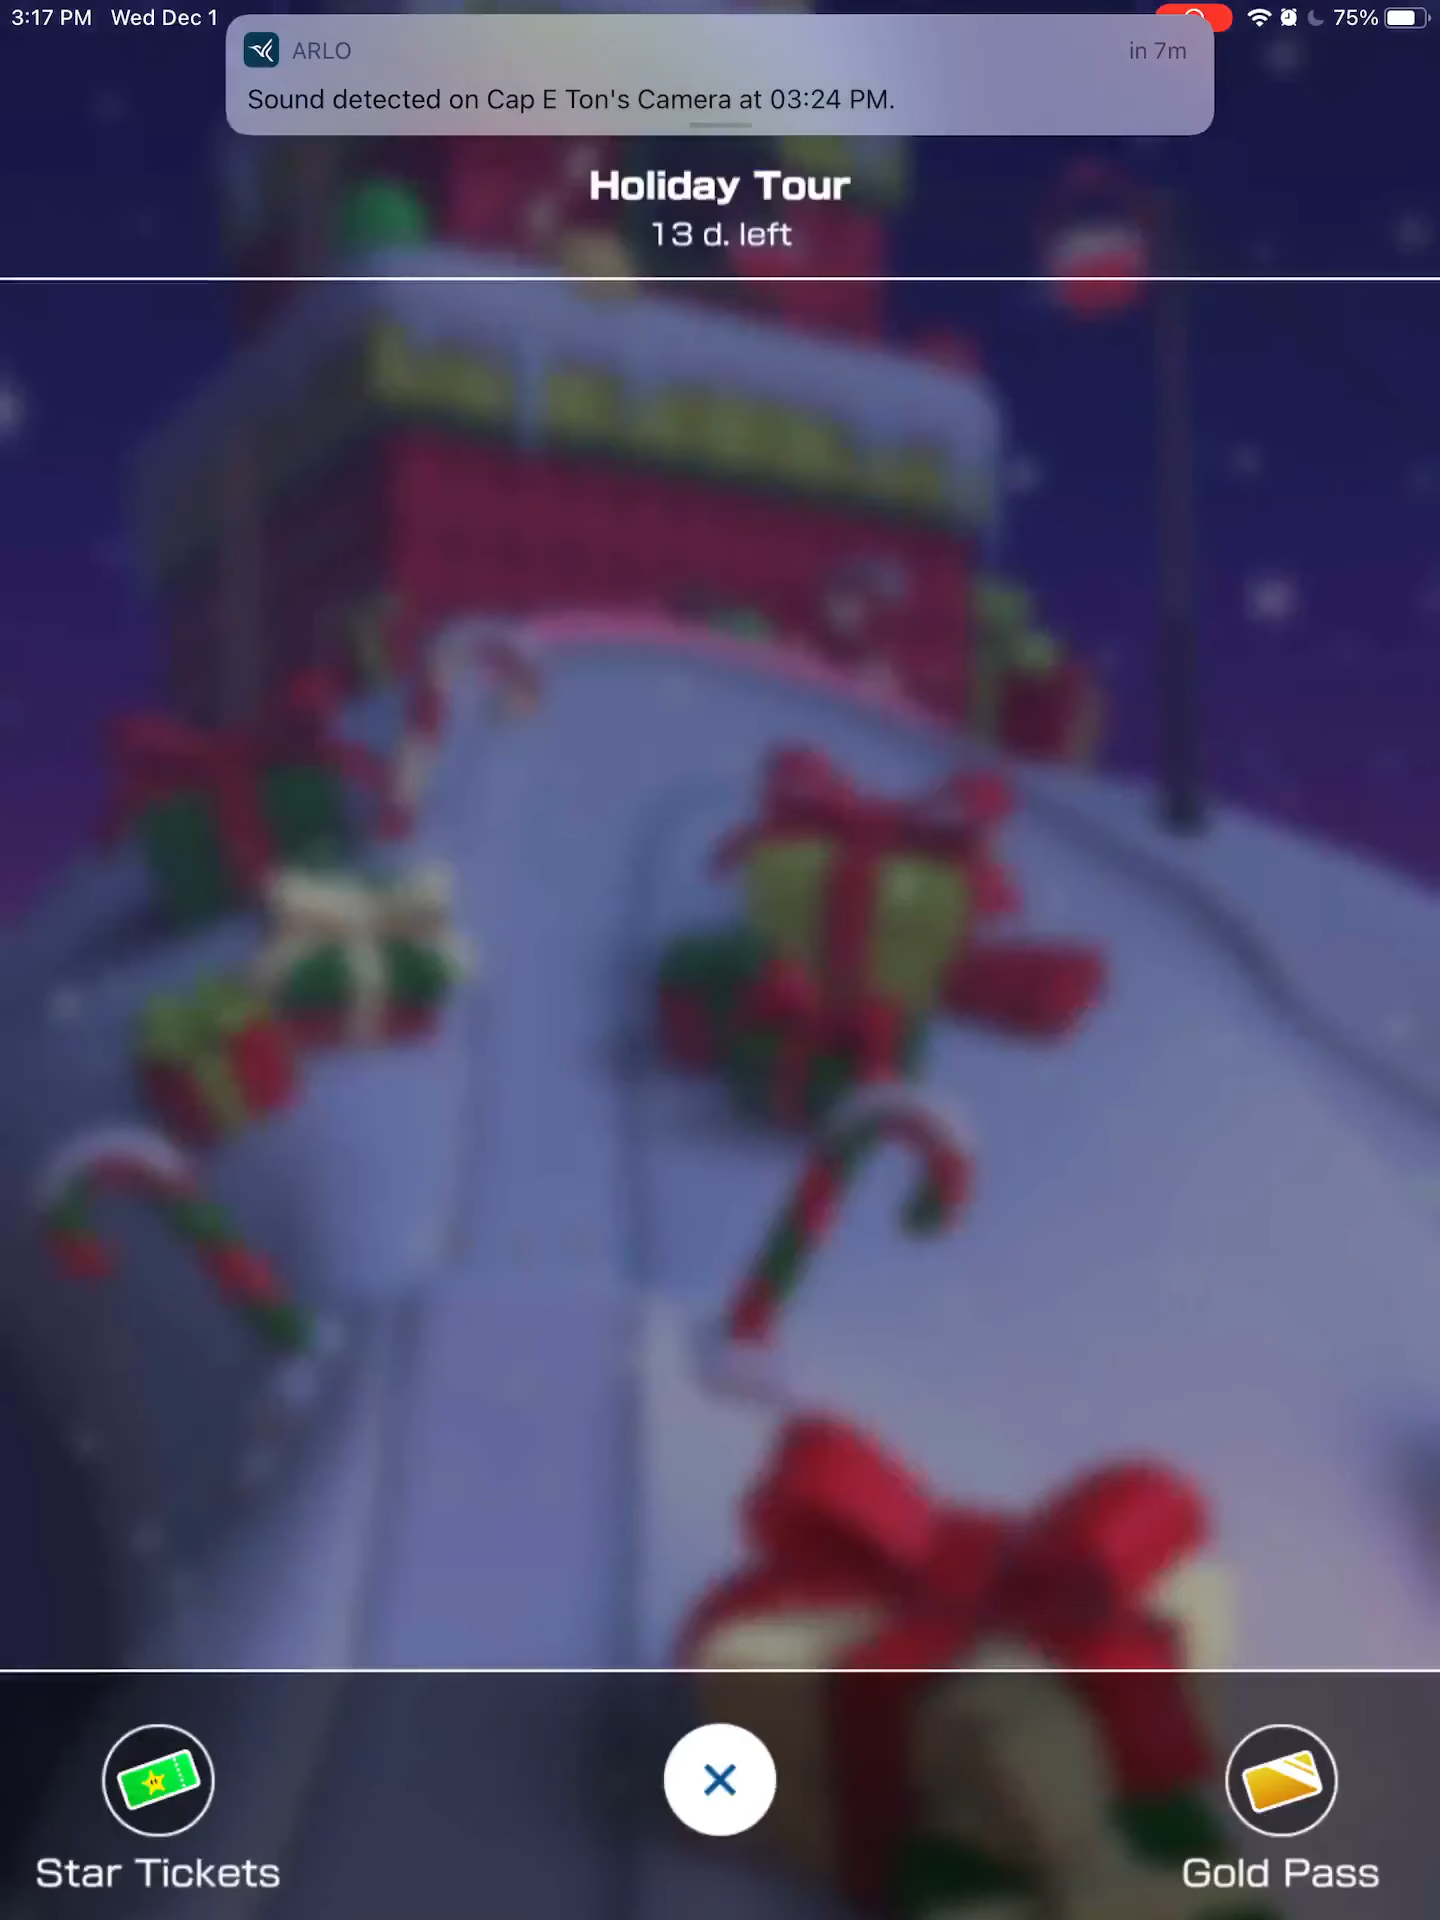 3:17 PM Wed Dec 1
75%
ARLO
in 7m
Sound detected on Cap E Ton's Camera at 03:24 PM.
Holiday Tour
13 d. left
Star Tickets
Gold Pass